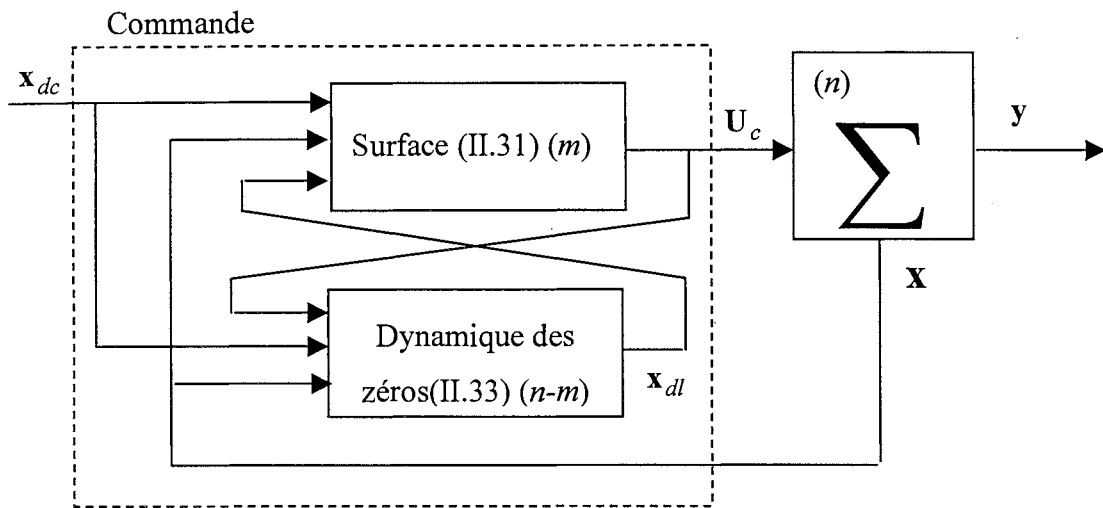 Commande
x_dc
Surface (II.31) (m)
U_c
(n)
Σ
y
x
Dynamique des
zéros(II.33) (n-m)
x_dl